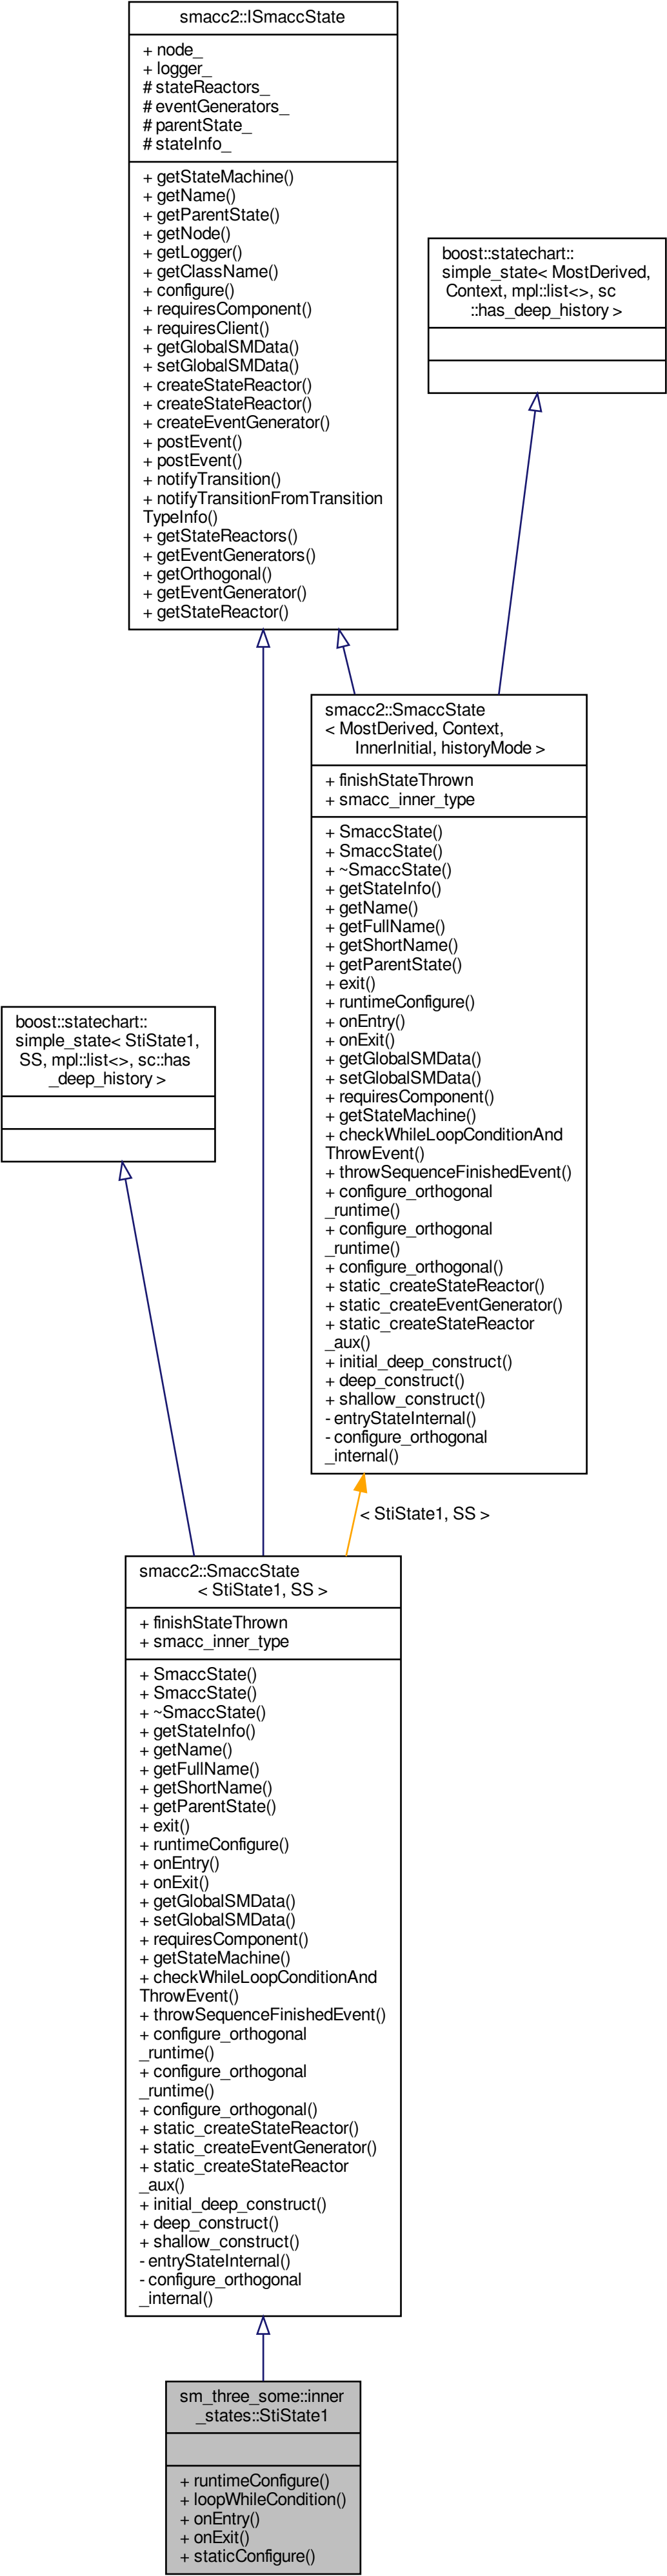 smacc2::ISmaccState
+ node_
+ logger_
# stateReactors_
# eventGenerators_
# parentState_
# stateInfo_
+ getStateMachine()
+ getName()
+ getParentState()
+ getNode()
+ getLogger()
+ getClassName()
+ configure()
+ requiresComponent()
+ requiresClient()
+ getGlobalSMData()
+ setGlobalSMData()
+ createStateReactor()
+ createStateReactor()
+ createEventGenerator()
+ postEvent()
+ postEvent()
+ notifyTransition()
+ notifyTransitionFromTransition
TypeInfo()
+ getStateReactors()
+ getEventGenerators()
+ getOrthogonal()
+ getEventGenerator()
+ getStateReactor()
boost::statechart::
simple_state< MostDerived,
Context, mpl::list<>, sc
::has_deep_history >
smacc2::SmaccState
< MostDerived, Context,
InnerInitial, historyMode >
+ finishStateThrown
+ smacc_inner_type
+ SmaccState()
+ SmaccState()
+ ~SmaccState()
+ getStateInfo()
+ getName()
+ getFullName()
+ getShortName()
+ getParentState()
+ exit()
+ runtimeConfigure()
+ onEntry()
+ onExit()
+ getGlobalSMData()
+ setGlobalSMData()
+ requiresComponent()
+ getStateMachine()
+ checkWhileLoopConditionAnd
ThrowEvent()
+ throwSequenceFinishedEvent()
+ configure_orthogonal
_runtime()
+ configure_orthogonal
_runtime()
+ configure_orthogonal()
+ static_createStateReactor()
+ static_createEventGenerator()
+ static_createStateReactor
_aux()
+ initial_deep_construct()
+ deep_construct()
+ shallow_construct()
- entryStateInternal()
- configure_orthogonal
_internal()
boost::statechart::
simple_state< StiState1,
SS, mpl::list<>, sc::has
_deep_history >
< StiState1, SS >
smacc2::SmaccState
< StiState1, SS >
+ finishStateThrown
+ smacc_inner_type
+ SmaccState()
+ SmaccState()
+ ~SmaccState()
+ getStateInfo()
+ getName()
+ getFullName()
+ getShortName()
+ getParentState()
+ exit()
+ runtimeConfigure()
+ onEntry()
+ onExit()
+ getGlobalSMData()
+ setGlobalSMData()
+ requiresComponent()
+ getStateMachine()
+ checkWhileLoopConditionAnd
ThrowEvent()
+ throwSequenceFinishedEvent()
+ configure_orthogonal
_runtime()
+ configure_orthogonal
_runtime()
+ configure_orthogonal()
+ static_createStateReactor()
+ static_createEventGenerator()
+ static_createStateReactor
_aux()
+ initial_deep_construct()
+ deep_construct()
+ shallow_construct()
- entryStateInternal()
- configure_orthogonal
_internal()
sm_three_some::inner
_states::StiState1
+ runtimeConfigure()
+ loopWhileCondition()
+ onEntry()
+ onExit()
+ staticConfigure()